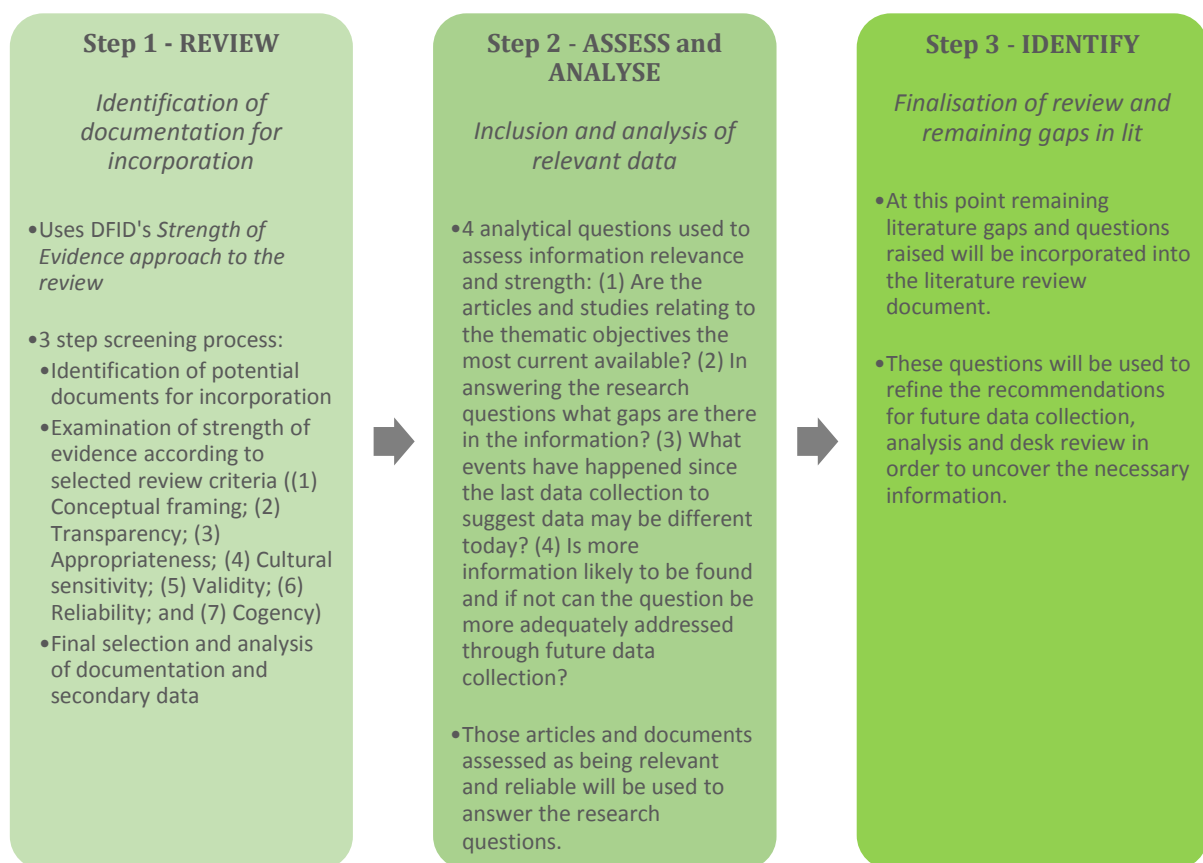 Step 1 - REVIEW
Identification of
documentation for
incorporation
•Uses DFID's Strength of
Evidence approach to the
review
•3 step screening process:
•Identification of potential
documents for incorporation
•Examination of strength of
evidence according to
selected review criteria ((1)
Conceptual framing; (2)
Transparency; (3)
Appropriateness; (4) Cultural
sensitivity; (5) Validity; (6)
Reliability; and (7) Cogency)
•Final selection and analysis
of documentation and
secondary data
Step 2 - ASSESS and
ANALYSE
Inclusion and analysis of
relevant data
•4 analytical questions used to
assess information relevance
and strength: (1) Are the
articles and studies relating to
the thematic objectives the
most current available? (2) In
answering the research
questions what gaps are there
in the information? (3) What
events have happened since
the last data collection to
suggest data may be different
today? (4) Is more
information likely to be found
and if not can the question be
more adequately addressed
through future data
collection?
•Those articles and documents
assessed as being relevant
and reliable will be used to
answer the research
questions.
Step 3 - IDENTIFY
Finalisation of review and
remaining gaps in lit
•At this point remaining
literature gaps and questions
raised will be incorporated into
the literature review
document.
•These questions will be used to
refine the recommendations
for future data collection,
analysis and desk review in
order to uncover the necessary
information.